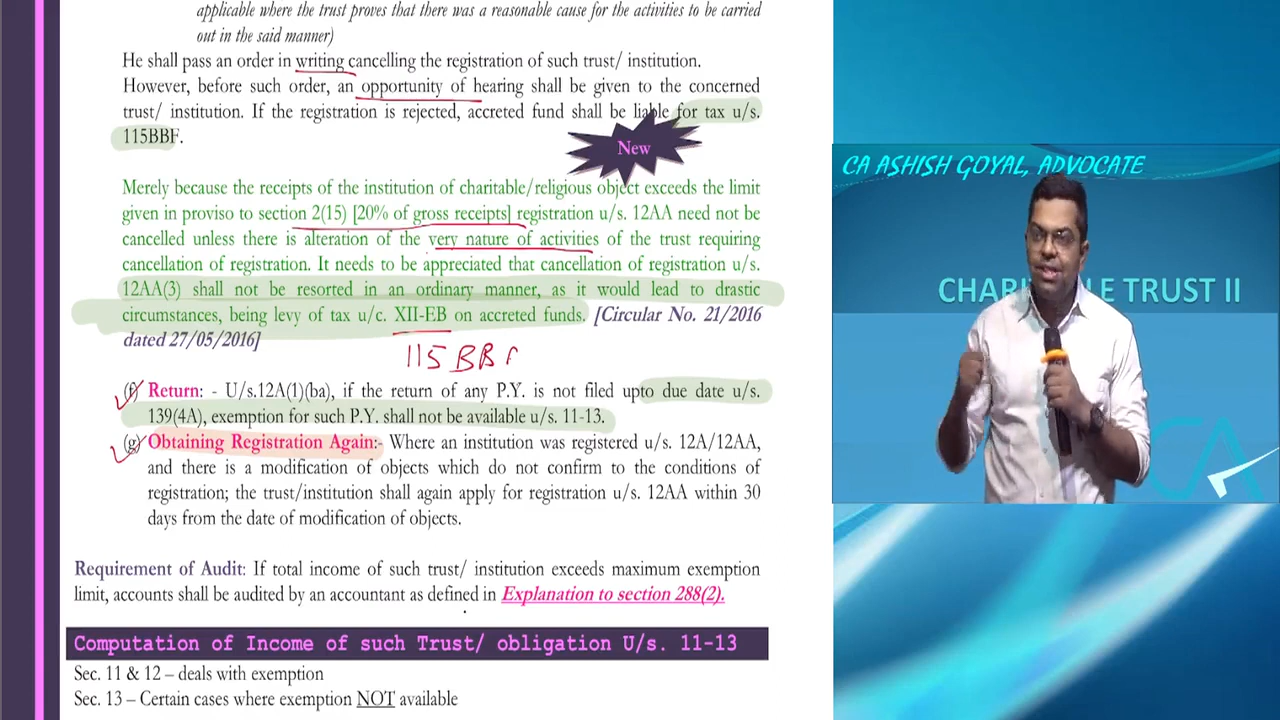 applicable where the trust proves that there was a reasonable cause for the activities to be carried
out in the said manner)
He shall pass an order in writing cancelling the registration of such trust/ institution.
However, before such order, an opportunity of hearing shall be given to the concerned
trust/ institution. If the registration is rejected, accreted fund shall be liable for tax u/s.
115BBF.
New
Merely because the receipts of the institution of charitable/religious object exceeds the limit
given in proviso to section 2(15) [20% of gross receipts] registration u/s. 12AA need not be
cancelled unless there is alteration of the very nature of activities of the trust requiring
cancellation of registration. It needs to be appreciated that cancellation of registration u/s.
12AA(3) shall not be resorted in an ordinary manner, as it would lead to drastic
circumstances, being levy of tax u/c. XII-EB on accreted funds. [Circular No. 21/2016
dated 27/05/2016]
115 BB
(f) Return: - U/s.12A(1)(ba), if the return of any P.Y. is not filed upto due date u/s.
139(4A), exemption for such P.Y. shall not be available u/s. 11-13.
(g) Obtaining Registration Again:- Where an institution was registered u/s. 12A/12AA,
and there is a modification of objects which do not confirm to the conditions of
registration; the trust/institution shall again apply for registration u/s. 12AA within 30
days from the date of modification of objects.
Requirement of Audit: If total income of such trust/ institution exceeds maximum exemption
limit, accounts shall be audited by an accountant as defined in Explanation to section 288(2).
Computation of Income of such Trust/ obligation U/s. 11-13
Sec. 11 & 12 – deals with exemption
Sec. 13 – Certain cases where exemption NOT available
CA ASHISH GOYAL, ADVOCATE
TRUST II
CA